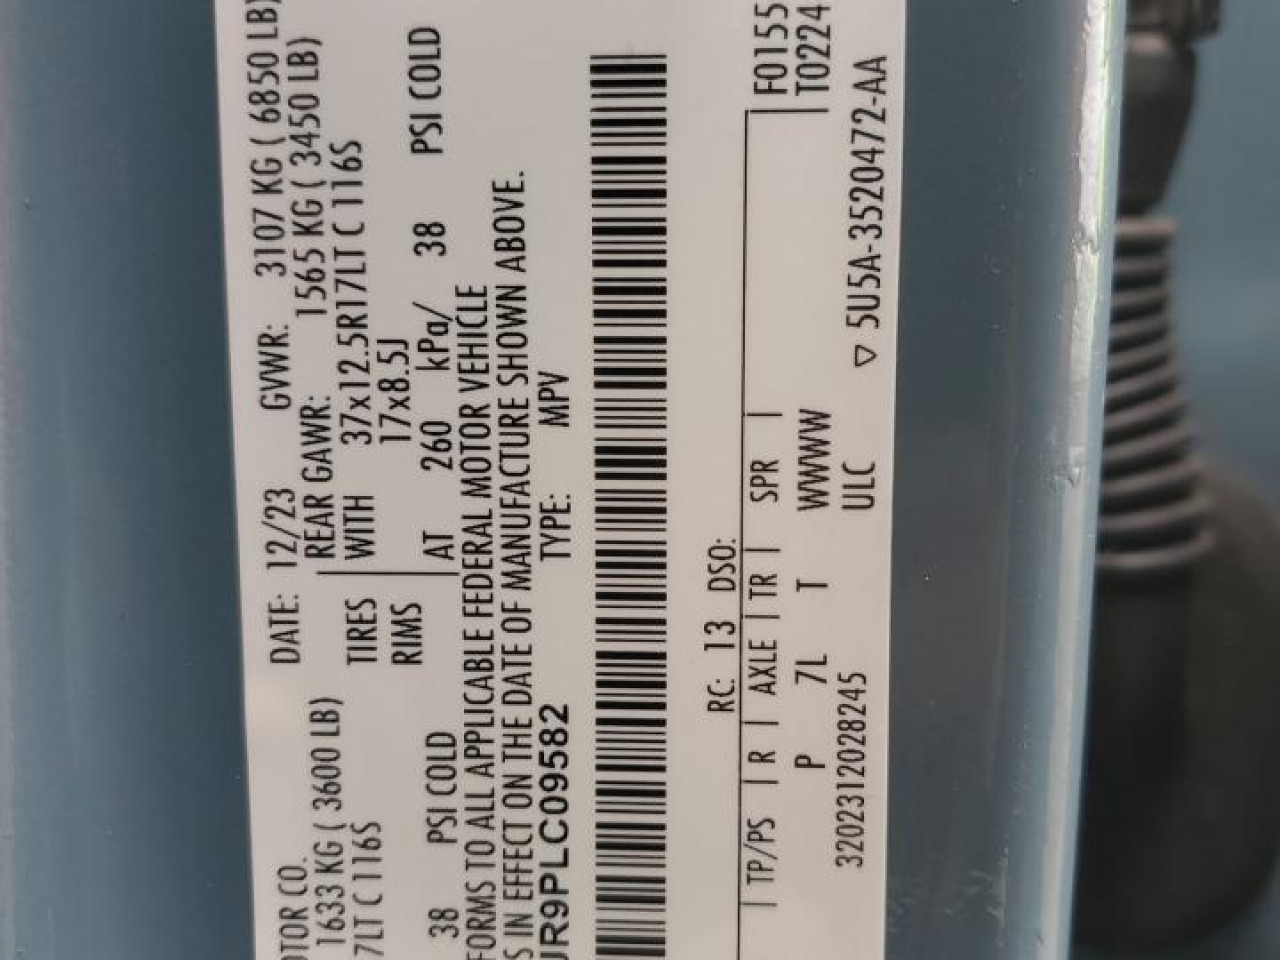 OTOR CO. DATE: 12/23 GVWR: 3107 KG ( 6850 LB)
1633 KG ( 3600 LB) REAR GAWR: 1565 KG ( 3450 LB)
7LT C 116S TIRES WITH 37x12.5R17LT C 116S
RIMS 17x8.5J
38 PSI COLD AT 260 kPa/ 38 PSI COLD
FORMS TO ALL APPLICABLE FEDERAL MOTOR VEHICLE
S IN EFFECT ON THE DATE OF MANUFACTURE SHOWN ABOVE.
JR9PLC09582 TYPE: MPV
RC: 13 DSO:
TP/PS | R | AXLE | TR | SPR | F0155
P 7L T WWWW T0224
3202312028245 ULC ▽ 5U5A-3520472-AA